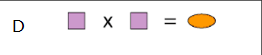 D x =